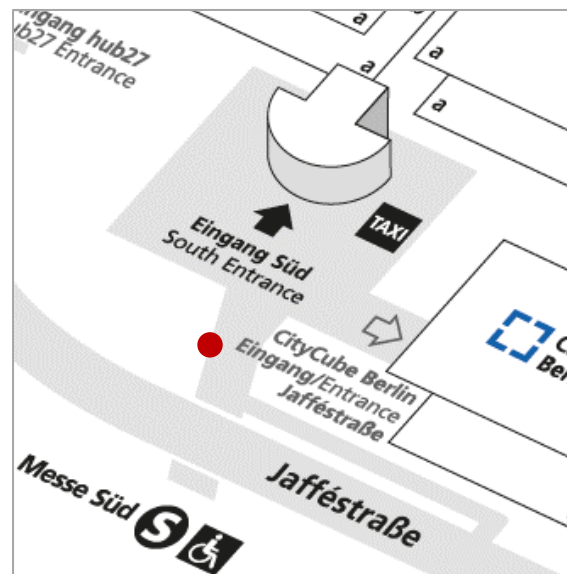 Eingang hub27
hub27 Entrance
a
a
a
Eingang Süd
South Entrance
TAXI
CityCube Berlin
Eingang/Entrance
Jafféstraße
Jafféstraße
Messe Süd
S